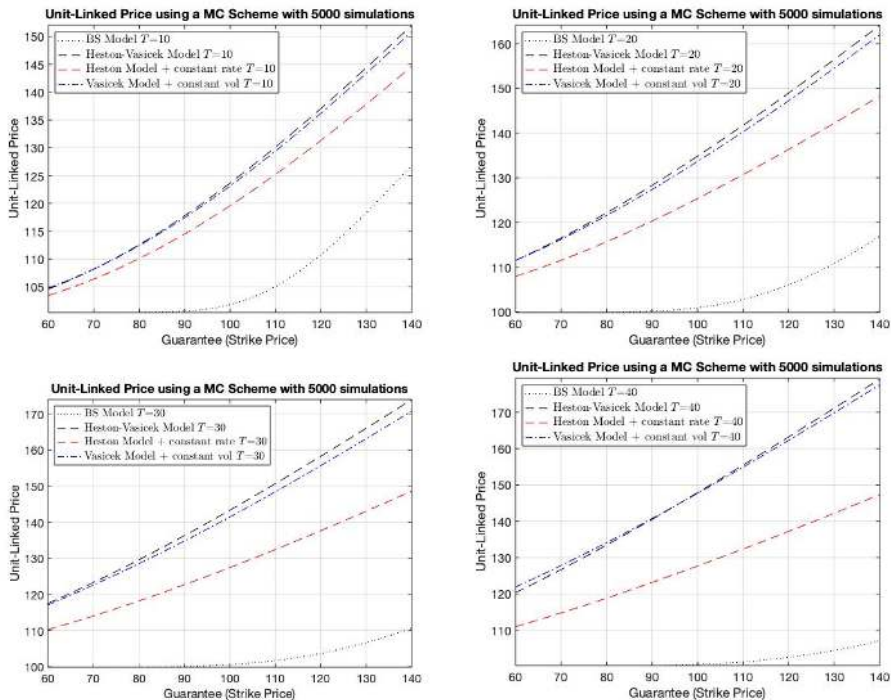 Unit-Linked Price using a MC Scheme with 5000 simulations
150
145
140
135
130
125
120
115
110
105
Unit-Linked Price
BS Model T=10
Heston-Vasicek Model T=10
Heston Model + constant rate T=10
Vasicek Model + constant vol T=10
60 70 80 90 100 110 120 130 140
Guarantee (Strike Price)
Unit-Linked Price using a MC Scheme with 5000 simulations
160
150
140
130
120
110
100
Unit-Linked Price
BS Model T=20
Heston-Vasicek Model T=20
Heston Model + constant rate T=20
Vasicek Model + constant vol T=20
60 70 80 90 100 110 120 130 140
Guarantee (Strike Price)
Unit-Linked Price using a MC Scheme with 5000 simulations
170
160
150
140
130
120
110
100
Unit-Linked Price
BS Model T=30
Heston-Vasicek Model T=30
Heston Model + constant rate T=30
Vasicek Model + constant vol T=30
60 70 80 90 100 110 120 130 140
Guarantee (Strike Price)
Unit-Linked Price using a MC Scheme with 5000 simulations
170
160
150
140
130
120
110
Unit-Linked Price
BS Model T=40
Heston-Vasicek Model T=40
Heston Model + constant rate T=40
Vasicek Model + constant vol T=40
60 70 80 90 100 110 120 130 140
Guarantee (Strike Price)